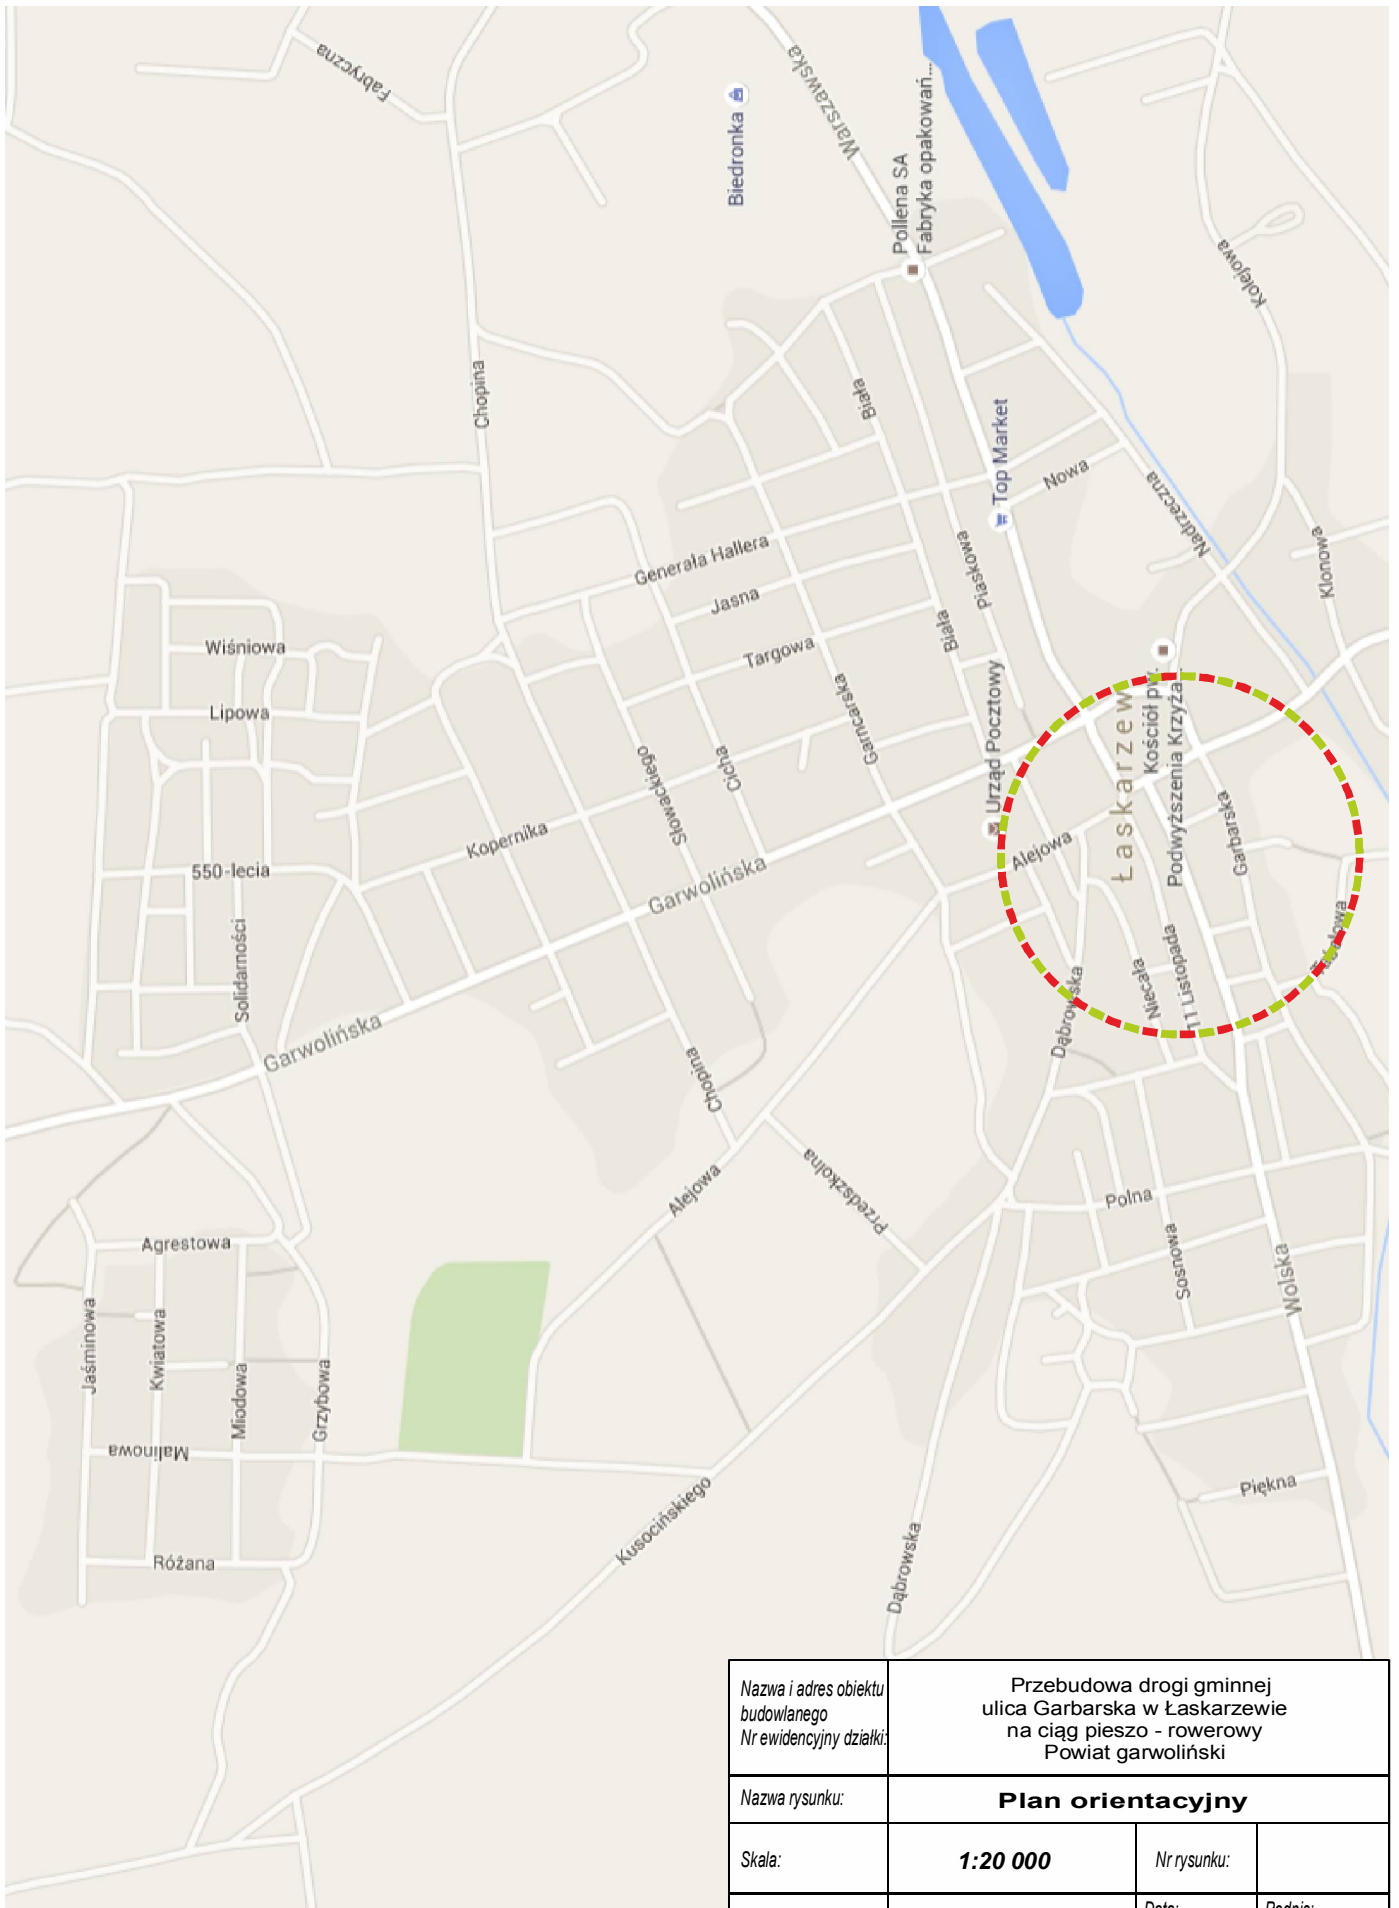 Fabryczna
Warszawska
Biedronka
Pollena SA
Fabryka opakowań...
Kolejowa
Chopina
Biała
Top Market
Nowa
Nadrzeczna
Klonowa
Generała Hallera
Jasna
Piaskowa
Targowa
Biała
Wiśniowa
Lipowa
Garncarska
Urząd Pocztowy
Łaskarzew
Kościół pw.
Podwyższenia Krzyża...
Słowackiego
Cicha
Kopernika
Garwolińska
Alejowa
Garbarska
550-lecia
Solidarności
Garwolińska
Dąbrowska
Niecała
11 Listopada
Chopina
Alejowa
Przedszkolna
Polna
Sosnowa
Wolska
Agrestowa
Jaśminowa
Kwiatowa
Miodowa
Grzybowa
Malinowa
Różana
Kusocińskiego
Dąbrowska
Piękna
Nazwa i adres obiektu
budowlanego
Nr ewidencyjny działki:
Przebudowa drogi gminnej
ulica Garbarska w Łaskarzewie
na ciąg pieszo - rowerowy
Powiat garwoliński
Nazwa rysunku:
Plan orientacyjny
Skala:
1:20 000
Nr rysunku:
Data:
Podpis: